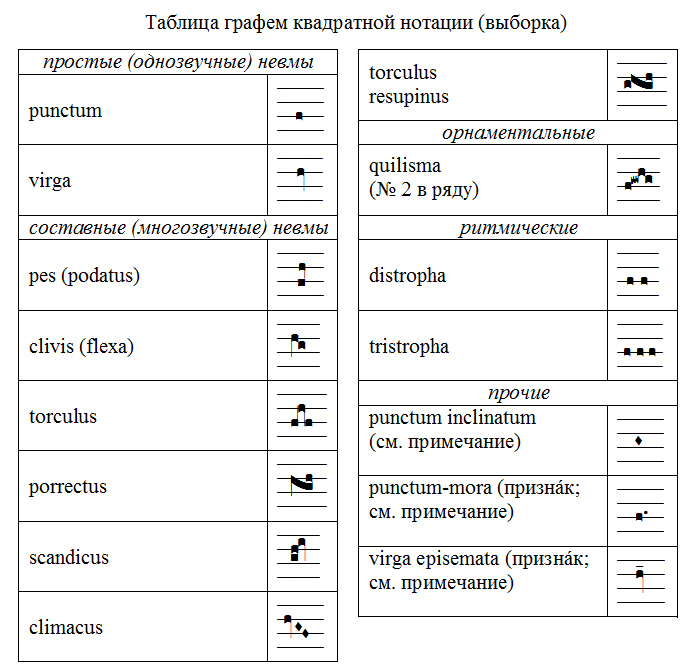 Таблица графем квадратной нотации (выборка)
простые (однозвучные) невмы
punctum
virga
составные (многозвучные) невмы
pes (podatus)
clivis (flexa)
torculus
porrectus
scandicus
climacus
torculus
resupinus
орнаментальные
quilisma
(№ 2 в ряду)
ритмические
distropha
tristropha
прочие
punctum inclinatum
(см. примечание)
punctum-mora (призна́к;
см. примечание)
virga episemata (призна́к;
см. примечание)